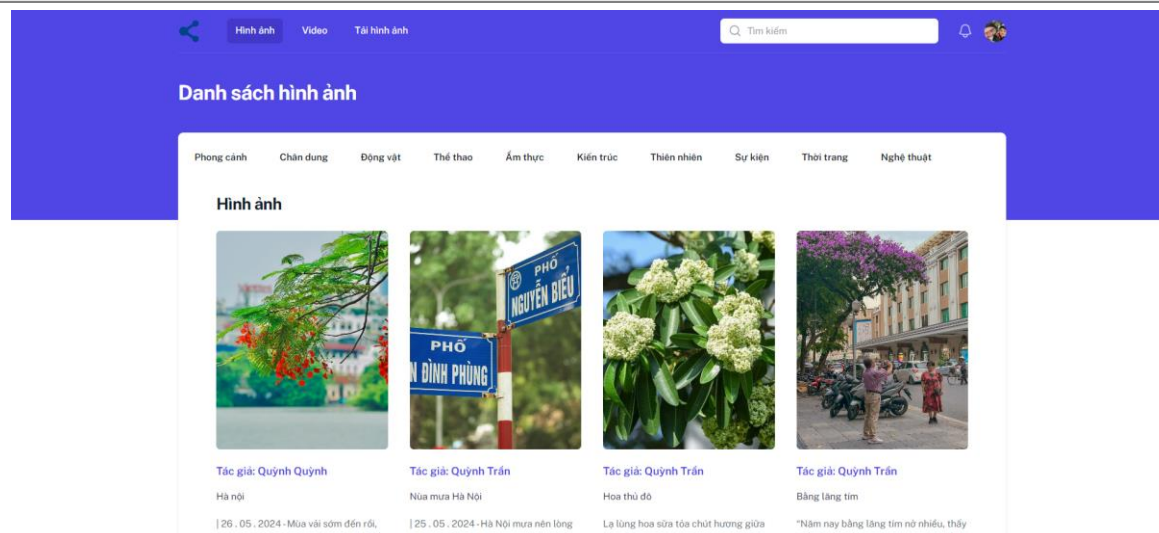 Hình ảnh Video Tải hình ảnh Tìm kiếm
Danh sách hình ảnh
Phong cảnh Chân dung Động vật Thể thao Ẩm thực Kiến trúc Thiên nhiên Sự kiện Thời trang Nghệ thuật
Hình ảnh
PHỐ
NGUYỄN BIỂU
PHỐ
N ĐÌNH PHÙNG
Tác giả: Quỳnh Quỳnh
Hà nội
| 26 . 05 . 2024 - Mùa vải sớm đến rồi,
Tác giả: Quỳnh Trần
Nùa mưa Hà Nội
| 25 . 05 . 2024 - Hà Nội mưa nên lòng
Tác giả: Quỳnh Trần
Hoa thủ đô
Lạ lùng hoa sữa tỏa chút hương giữa
Tác giả: Quỳnh Trần
Bằng lăng tím
“Năm nay bằng lăng tím nở nhiều, thấy